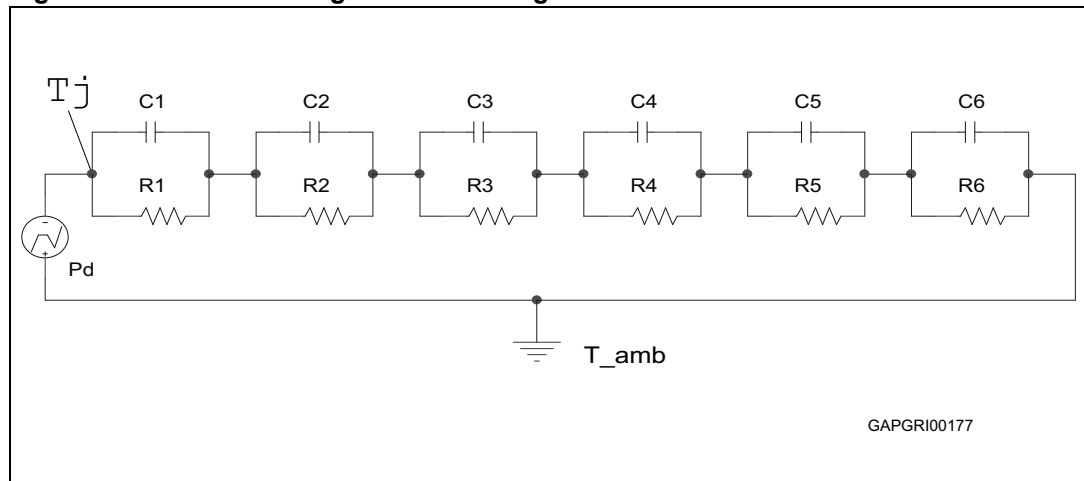 Tj
C1 C2 C3 C4 C5 C6
R1 R2 R3 R4 R5 R6
-
+
Pd
T_amb
GAPGRI00177